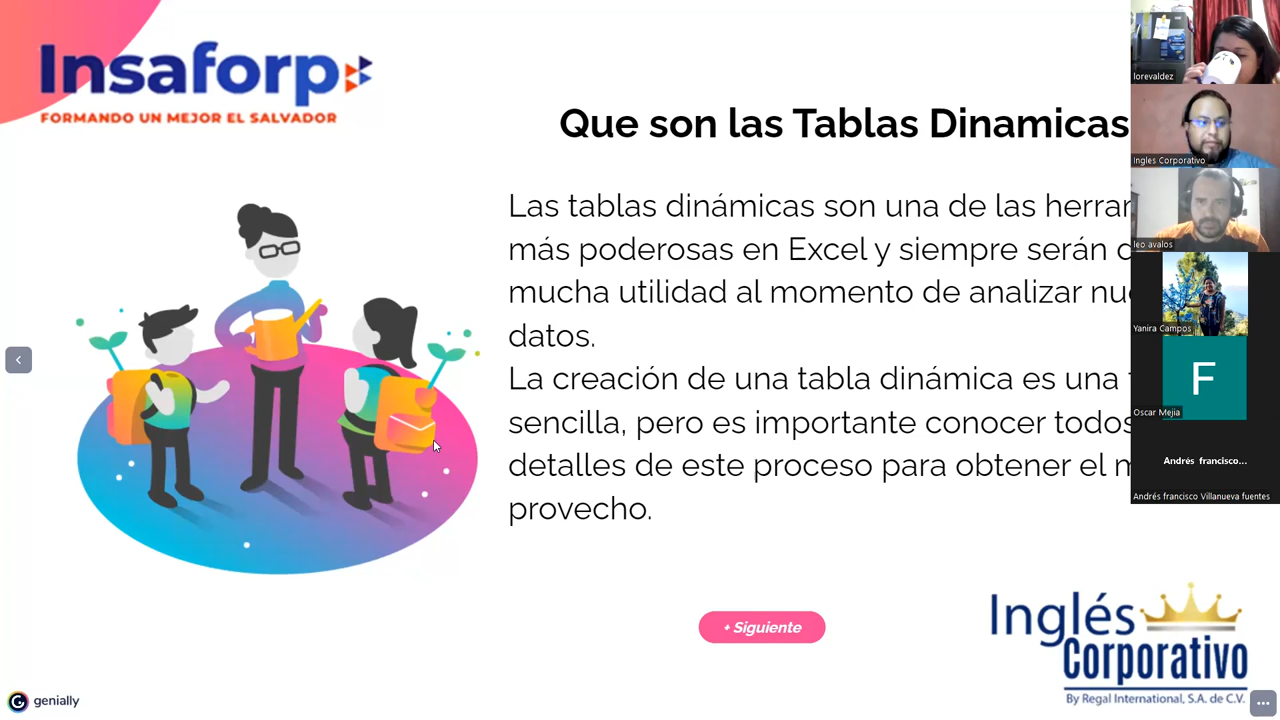 Insaforp
FORMANDO UN MEJOR EL SALVADOR
Que son las Tablas Dinamicas
Las tablas dinámicas son una de las
más poderosas en Excel y siempre serán
mucha utilidad al momento de analizar
datos.
La creación de una tabla dinámica es una
sencilla, pero es importante conocer todos
detalles de este proceso para obtener el
provecho.
+ Siguiente
Inglés
Corporativo
By Regal International, S.A. de C.V.
genially
lorevaldez
Ingles Corporativo
leo avalos
Yanira Campos
F
Oscar Mejia
Andrés francisco...
Andrés francisco Villanueva fuentes